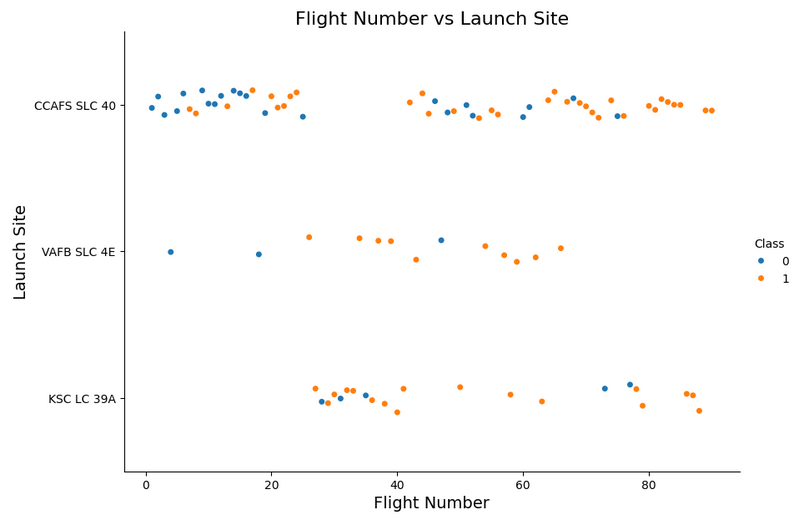 Flight Number vs Launch Site
CCAFS SLC 40
VAFB SLC 4E
KSC LC 39A
Launch Site
0 20 40 60 80
Flight Number
Class
0
1